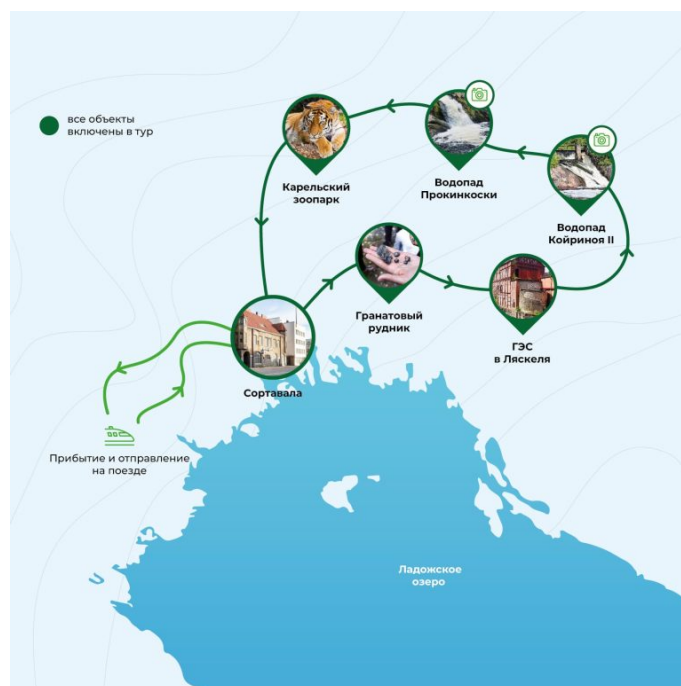 все объекты
включены в тур
Карельский
зоопарк
Водопад
Прокинкоски
Водопад
Койриноя II
Гранатовый
рудник
ГЭС
в Ляскеля
Сортавала
Прибытие и отправление
на поезде
Ладожское
озеро